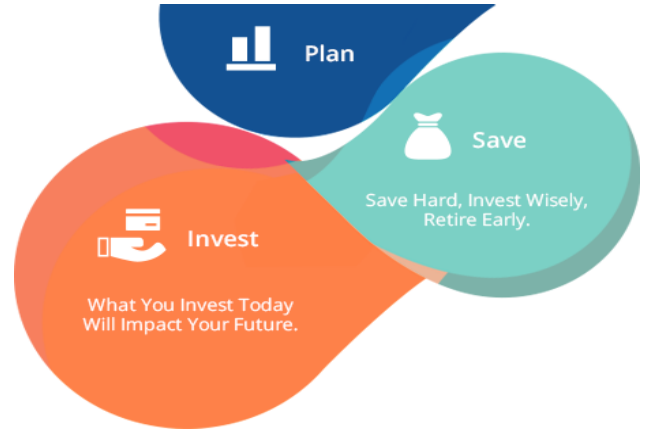 Plan
Save
Save Hard, Invest Wisely,
Retire Early.
Invest
What You Invest Today
Will Impact Your Future.